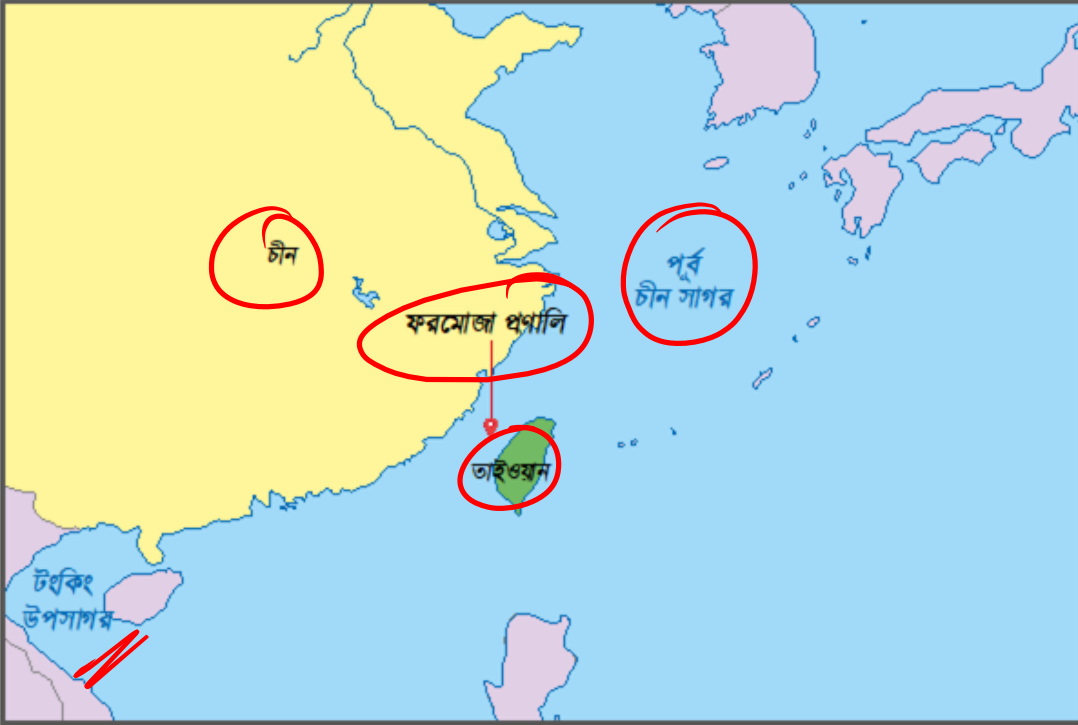 চীন
পূর্ব
চীন সাগর
ফরমোজা প্রণালি
তাইওয়ান
টংকিং
উপসাগর